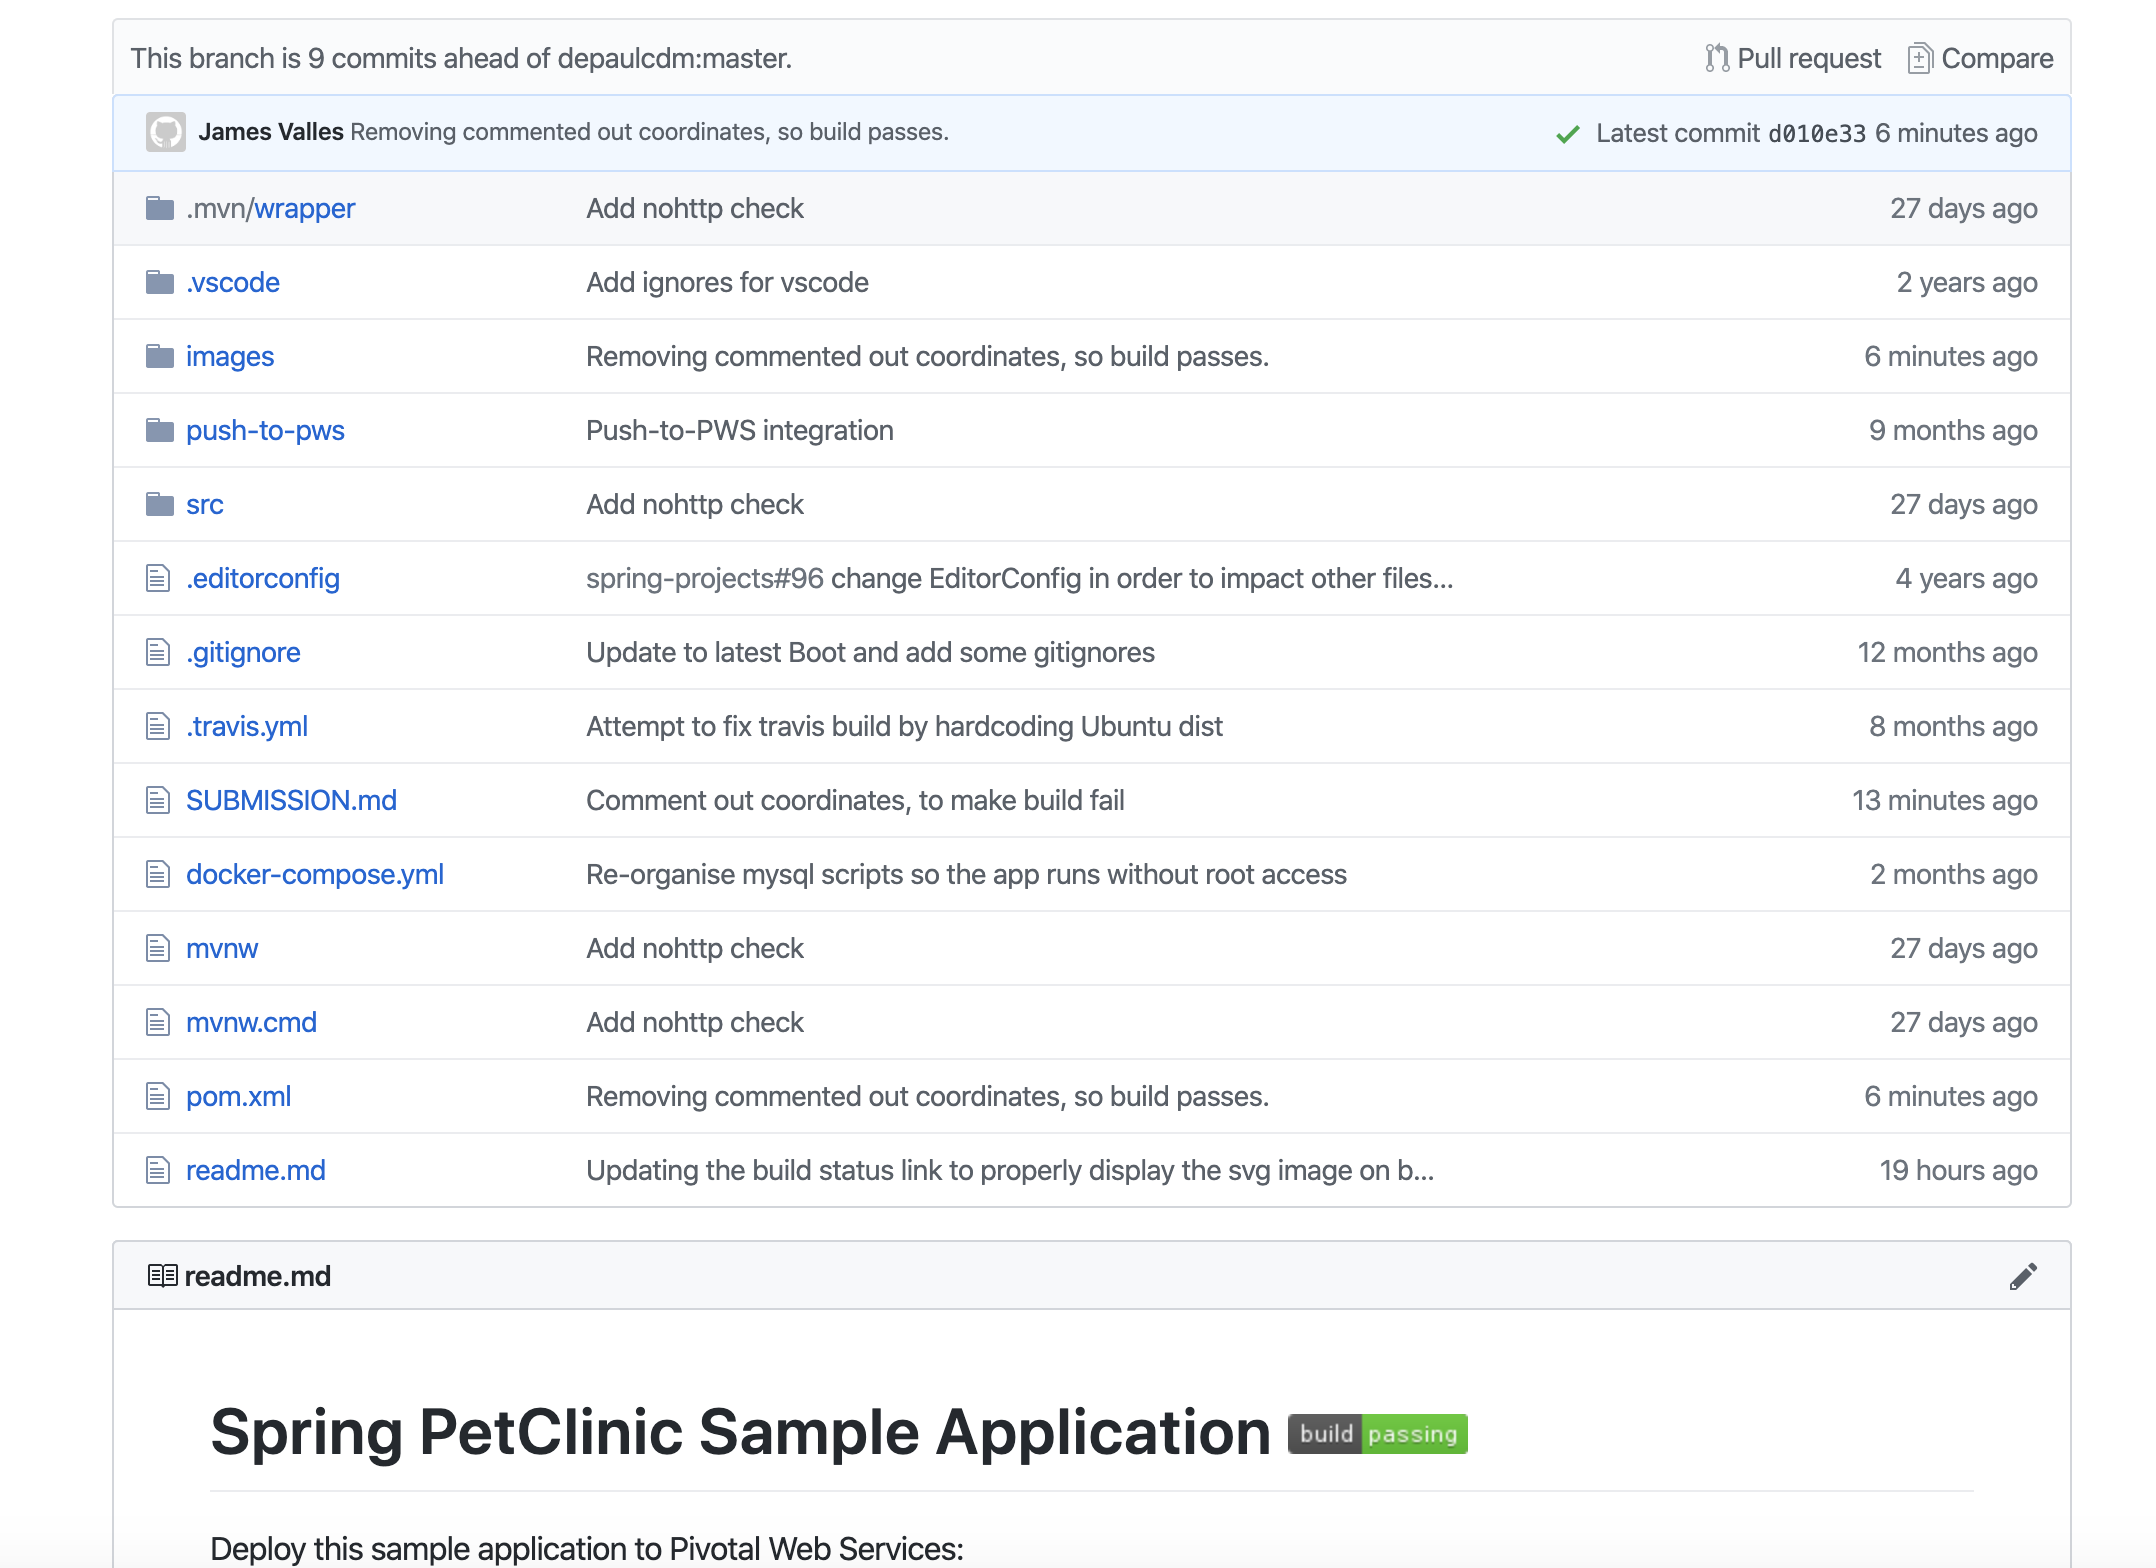 This branch is 9 commits ahead of depaulcdm:master. Pull request Compare
James Valles Removing commented out coordinates, so build passes. Latest commit d010e33 6 minutes ago
.mvn/wrapper Add nohttp check 27 days ago
.vscode Add ignores for vscode 2 years ago
images Removing commented out coordinates, so build passes. 6 minutes ago
push-to-pws Push-to-PWS integration 9 months ago
src Add nohttp check 27 days ago
.editorconfig spring-projects#96 change EditorConfig in order to impact other files... 4 years ago
.gitignore Update to latest Boot and add some gitignores 12 months ago
.travis.yml Attempt to fix travis build by hardcoding Ubuntu dist 8 months ago
SUBMISSION.md Comment out coordinates, to make build fail 13 minutes ago
docker-compose.yml Re-organise mysql scripts so the app runs without root access 2 months ago
mvnw Add nohttp check 27 days ago
mvnw.cmd Add nohttp check 27 days ago
pom.xml Removing commented out coordinates, so build passes. 6 minutes ago
readme.md Updating the build status link to properly display the svg image on b... 19 hours ago
readme.md
Spring PetClinic Sample Application build passing
Deploy this sample application to Pivotal Web Services: